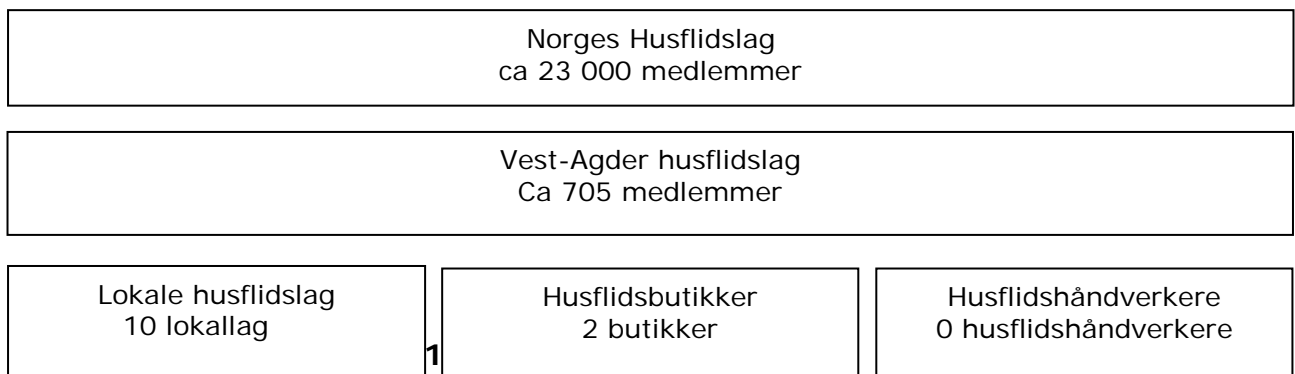 Norges Husflidslag
ca 23 000 medlemmer
Vest-Agder husflidslag
Ca 705 medlemmer
Lokale husflidslag
10 lokallag
Husflidsbutikker
2 butikker
Husflidshåndverkere
0 husflidshåndverkere
1